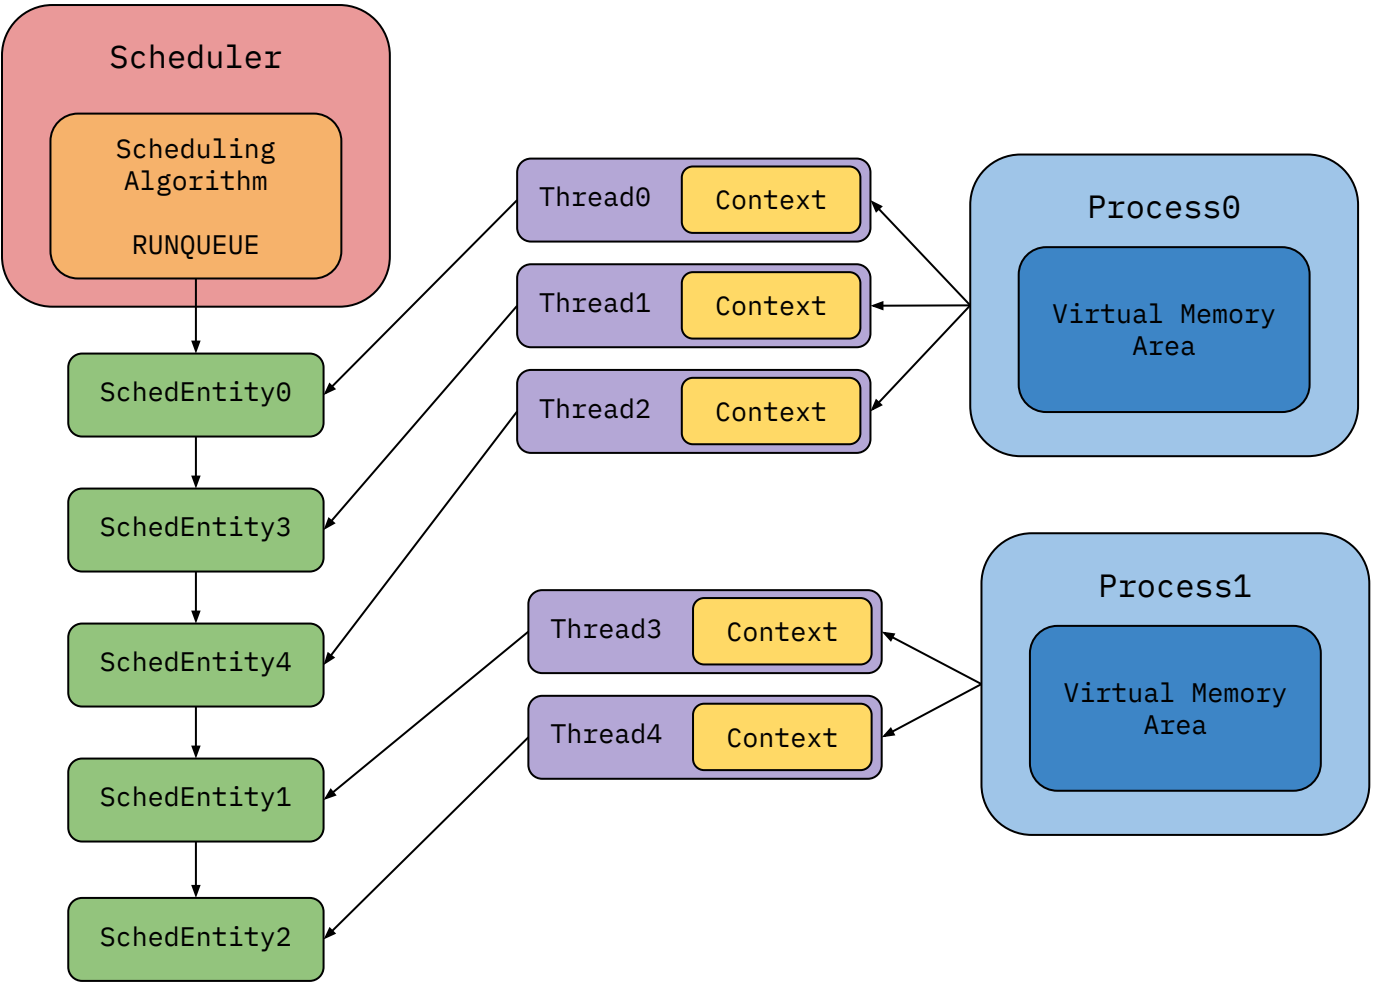 Scheduler
Scheduling
Algorithm
RUNQUEUE
SchedEntity0
SchedEntity3
SchedEntity4
SchedEntity1
SchedEntity2
Thread0
Context
Thread1
Context
Thread2
Context
Thread3
Context
Thread4
Context
Process0
Virtual Memory
Area
Process1
Virtual Memory
Area